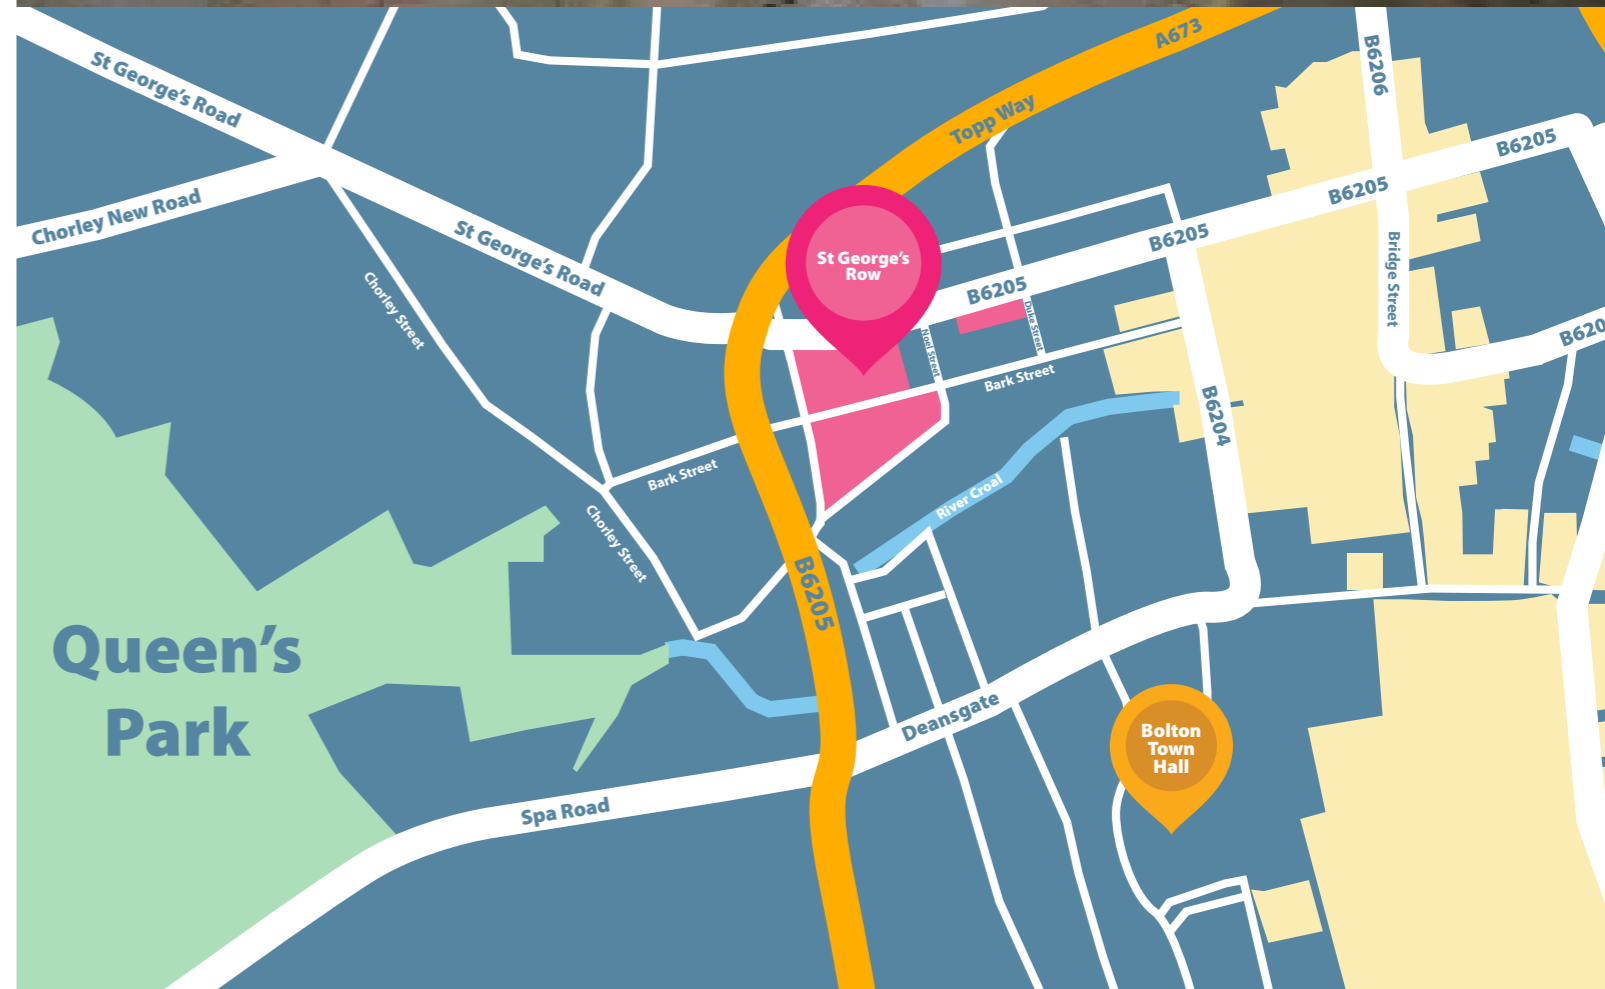 A673
B6206
St George's Road
Topp Way
B6205
B6205
Chorley New Road
St George's Road
B6205
St George's
Row
B6205
Bridge Street
Chorley Street
Duke Street
Noel Street
B620
Bark Street
B6204
Bark Street
River Croal
Chorley Street
B6205
Queen's
Park
Deansgate
Bolton
Town
Hall
Spa Road